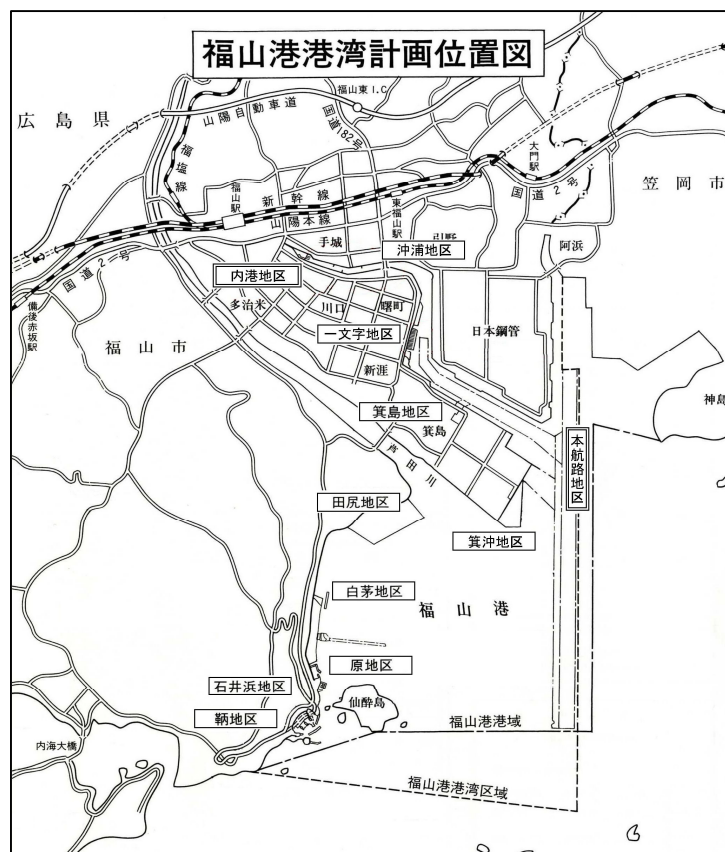 福山港港湾計画位置図
福山東I.C
山陽自動車道
国道182号
広島県
福塩線
大門駅
笠岡市
国道2号
新幹線
福山駅
山陽本線
東福山駅
引野
阿浜
手城
沖浦地区
内港地区
国道2号
多治米
川口
曙町
日本鋼管
備後赤坂駅
福山市
一文字地区
新涯
神島
箕島地区
箕島
本航路地区
芦田川
田尻地区
箕沖地区
白茅地区
福山港
原地区
石井浜地区
仙酔島
鞆地区
福山港港域
内海大橋
福山港港湾区域